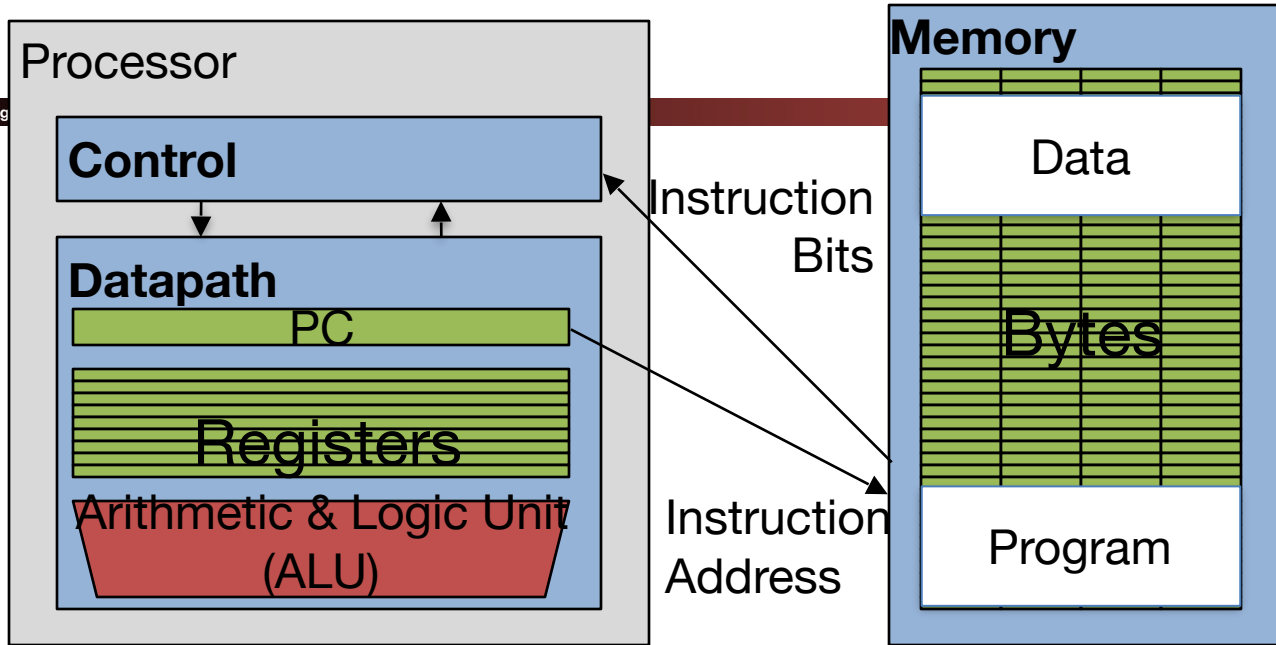 Processor
Memory
g
Control
Data
Instruction
Bits
Datapath
PC
Bytes
Registers
Arithmetic & Logic Unit
(ALU)
Instruction
Address
Program